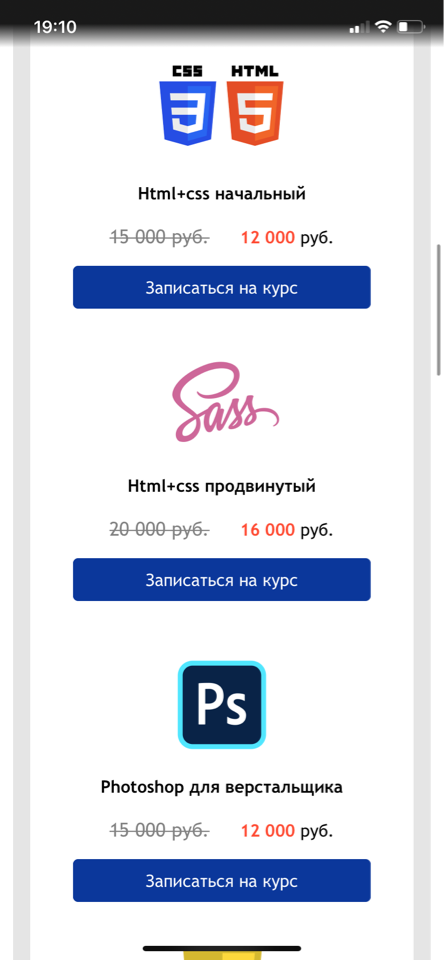 19:10
CSS HTML
Html+css начальный
15 000 руб. 12 000 руб.
Записаться на курс
Sass
Html+css продвинутый
20 000 руб. 16 000 руб.
Записаться на курс
Ps
Photoshop для верстальщика
15 000 руб. 12 000 руб.
Записаться на курс